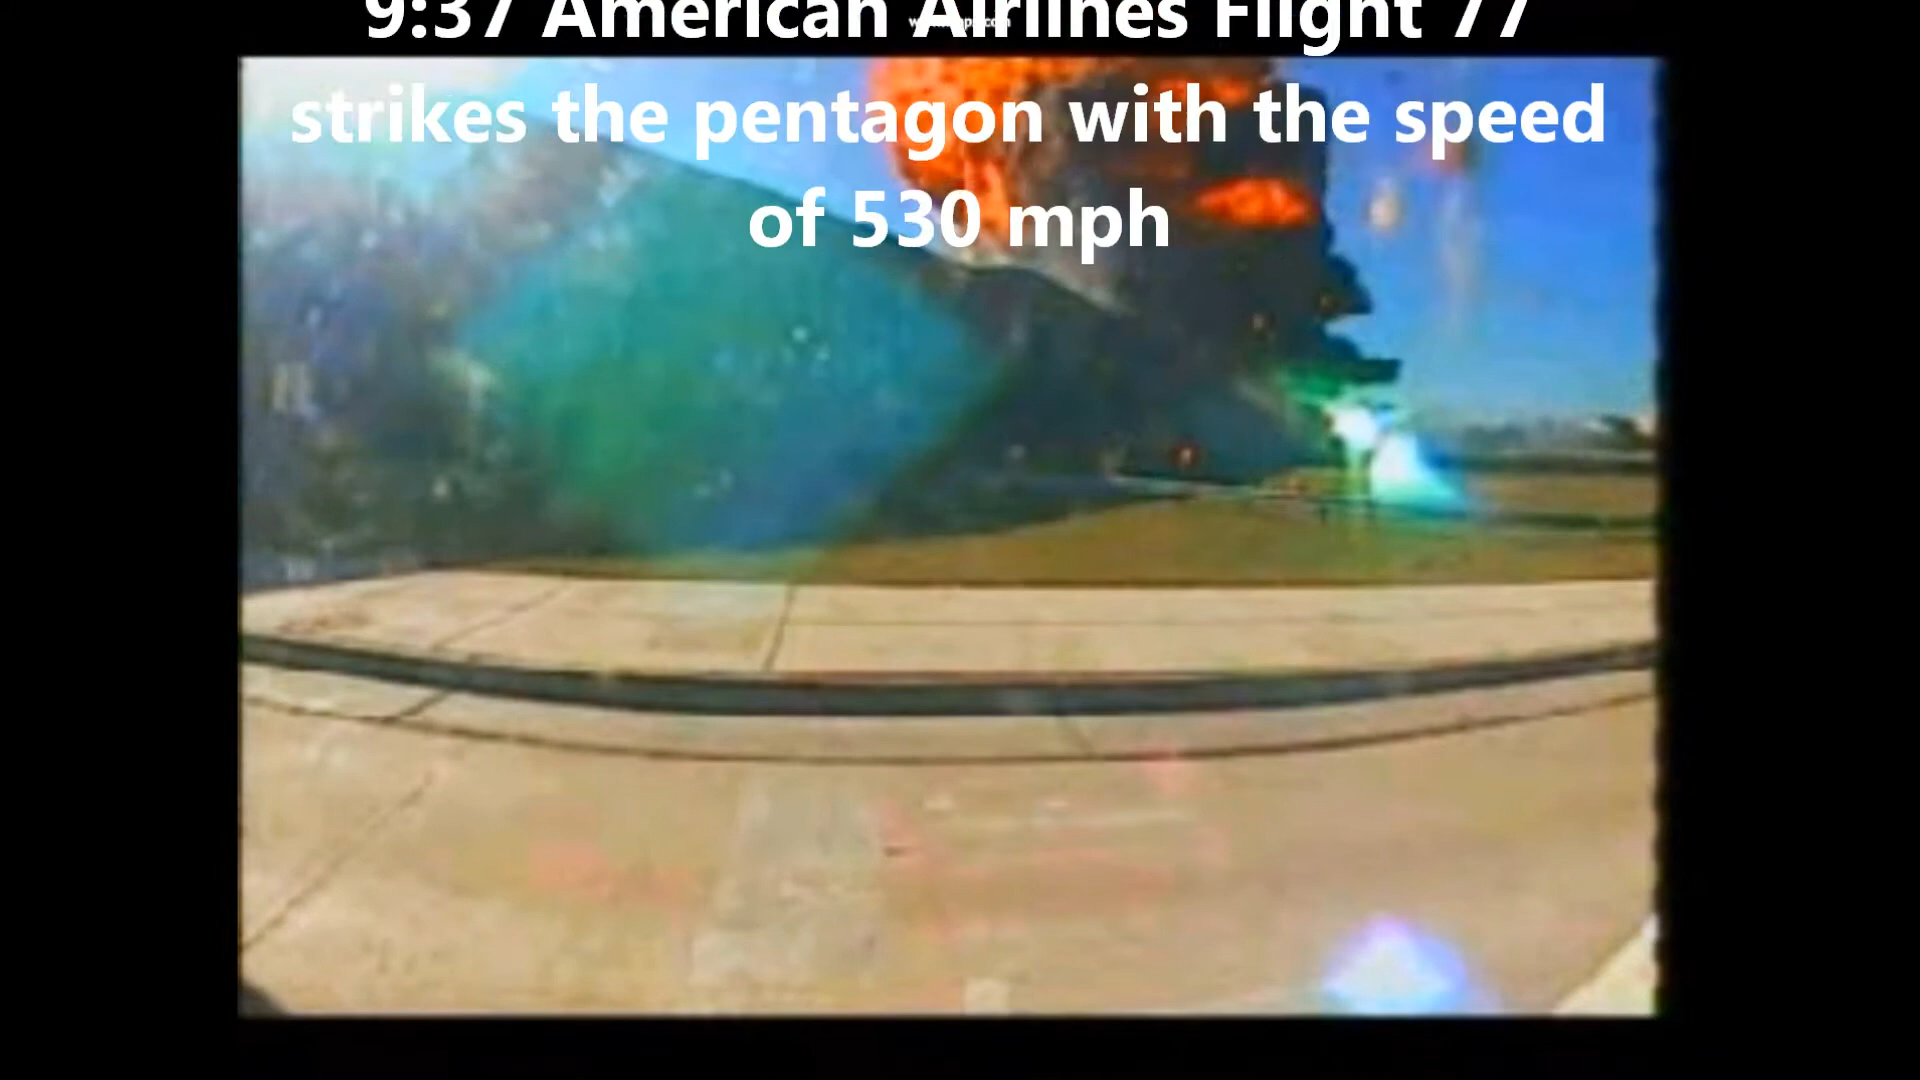 9:37 American Airlines Flight 77
strikes the pentagon with the speed
of 530 mph